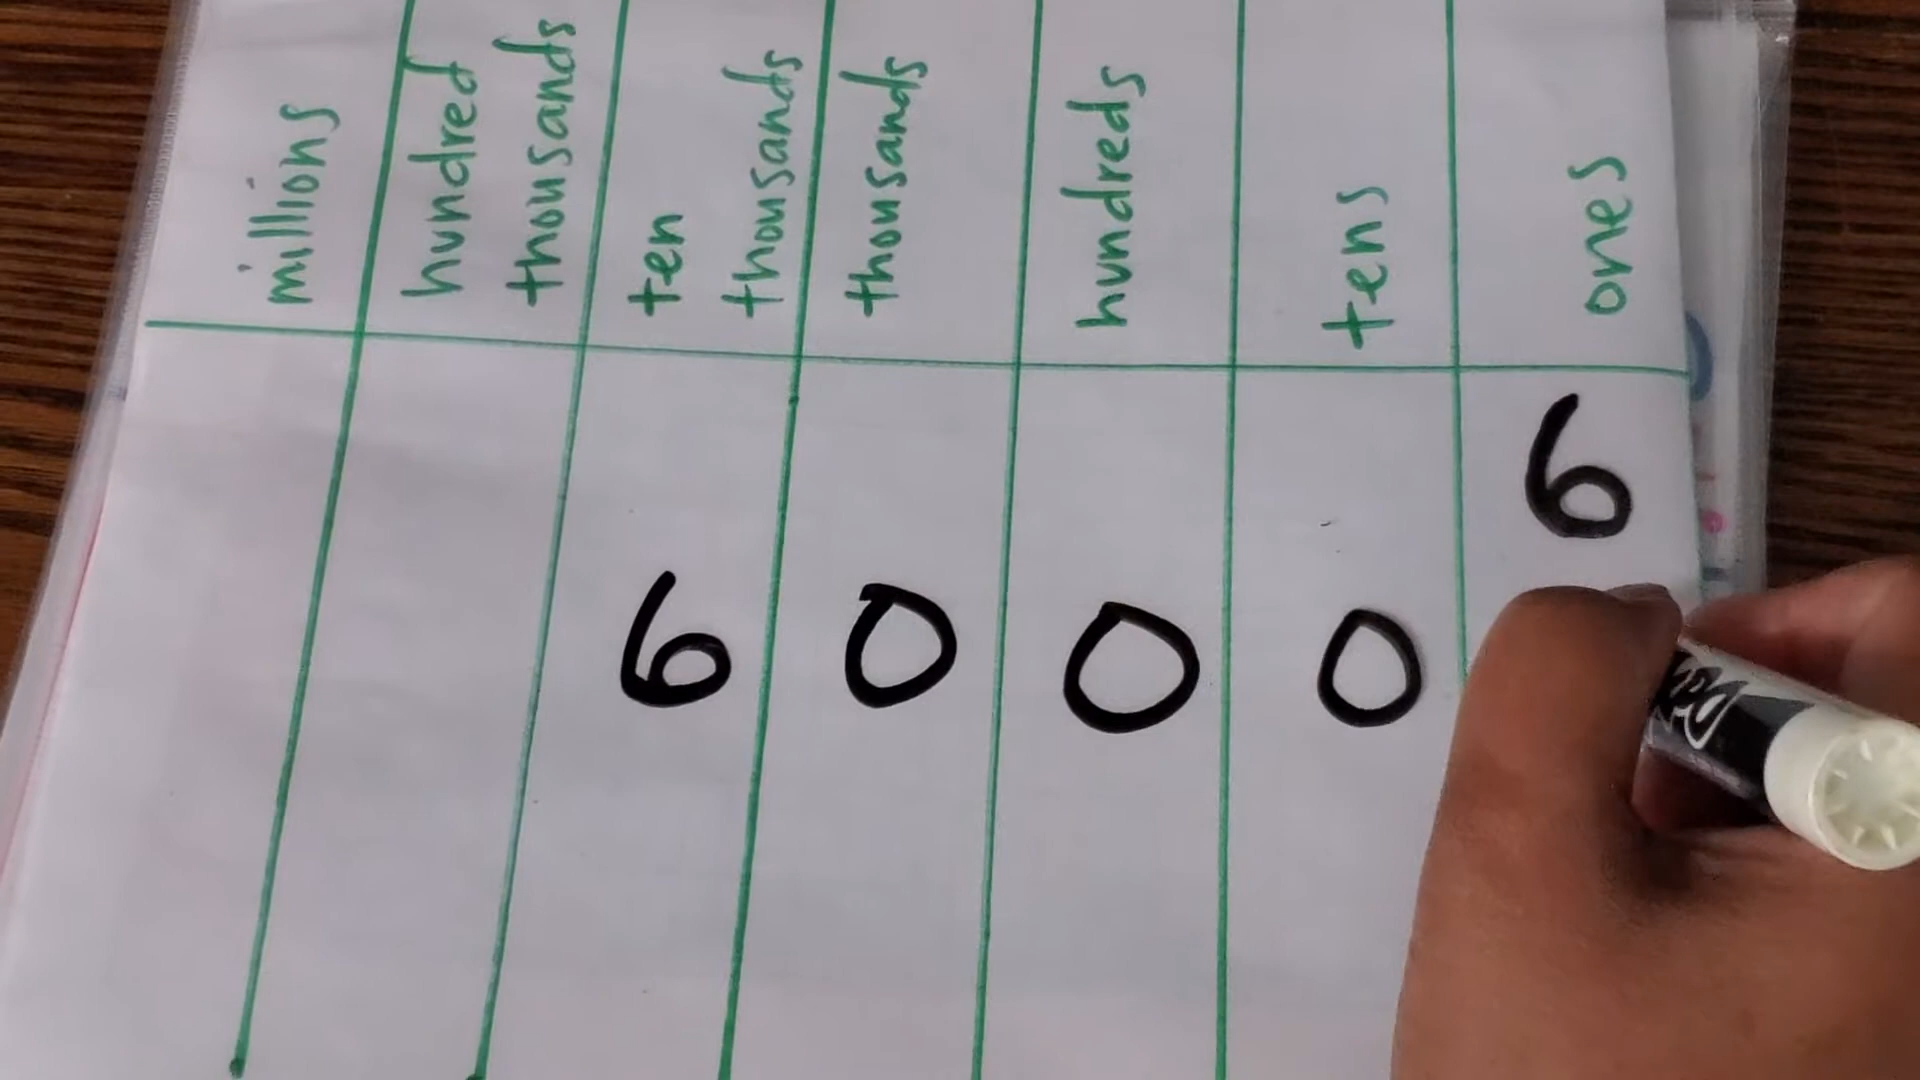 millions
hundred thousands
ten thousands
thousands
hundreds
tens
ones
6
6 0 0 0